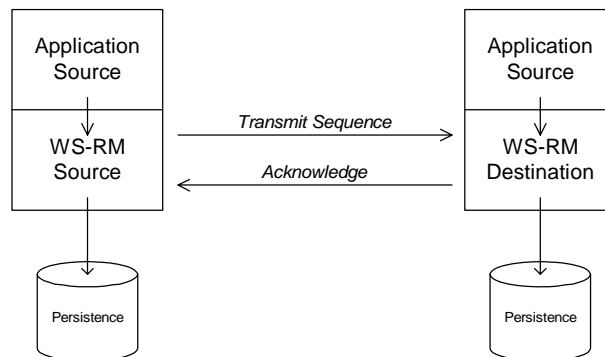 Application
Source
Application
Source
Transmit Sequence
WS-RM
Source
WS-RM
Destination
Acknowledge
Persistence
Persistence